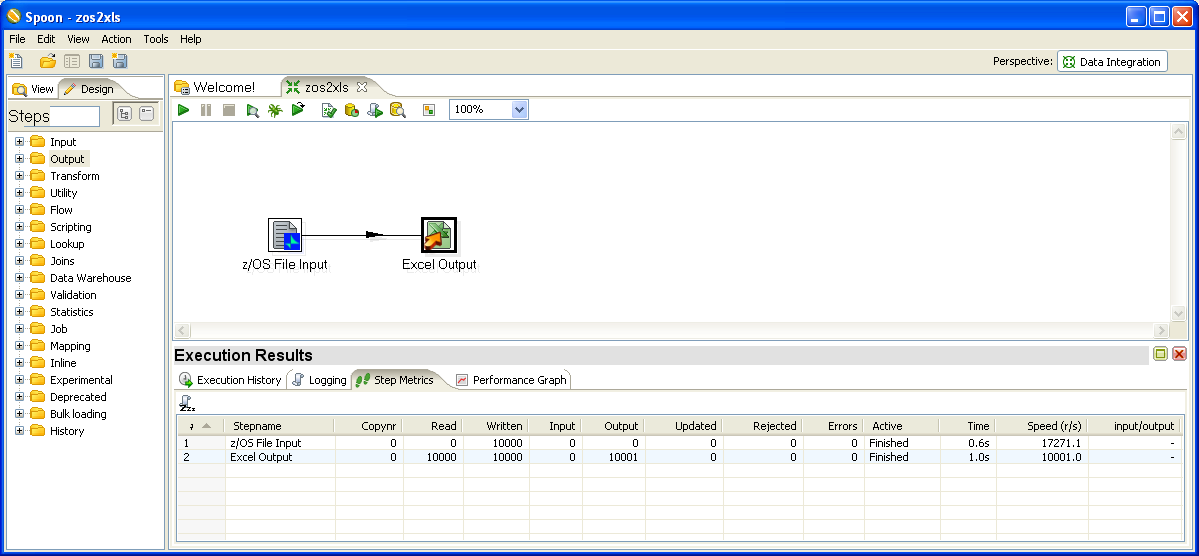 Spoon - zos2xls
File Edit View Action Tools Help
Perspective: Data Integration
View Design
Welcome! zos2xls
Steps
100%
Input
Output
Transform
Utility
Flow
Scripting
Lookup
Joins
Data Warehouse
Validation
Statistics
Job
Mapping
Inline
Experimental
Deprecated
Bulk loading
History
z/OS File Input Excel Output
Execution Results
Execution History Logging Step Metrics Performance Graph
Stepname Copynr Read Written Input Output Updated Rejected Errors Active Time Speed (r/s) input/output
1 z/OS File Input 0 0 10000 0 0 0 0 0 Finished 0.6s 17271.1 -
2 Excel Output 0 10000 10000 0 10001 0 0 0 Finished 1.0s 10001.0 -